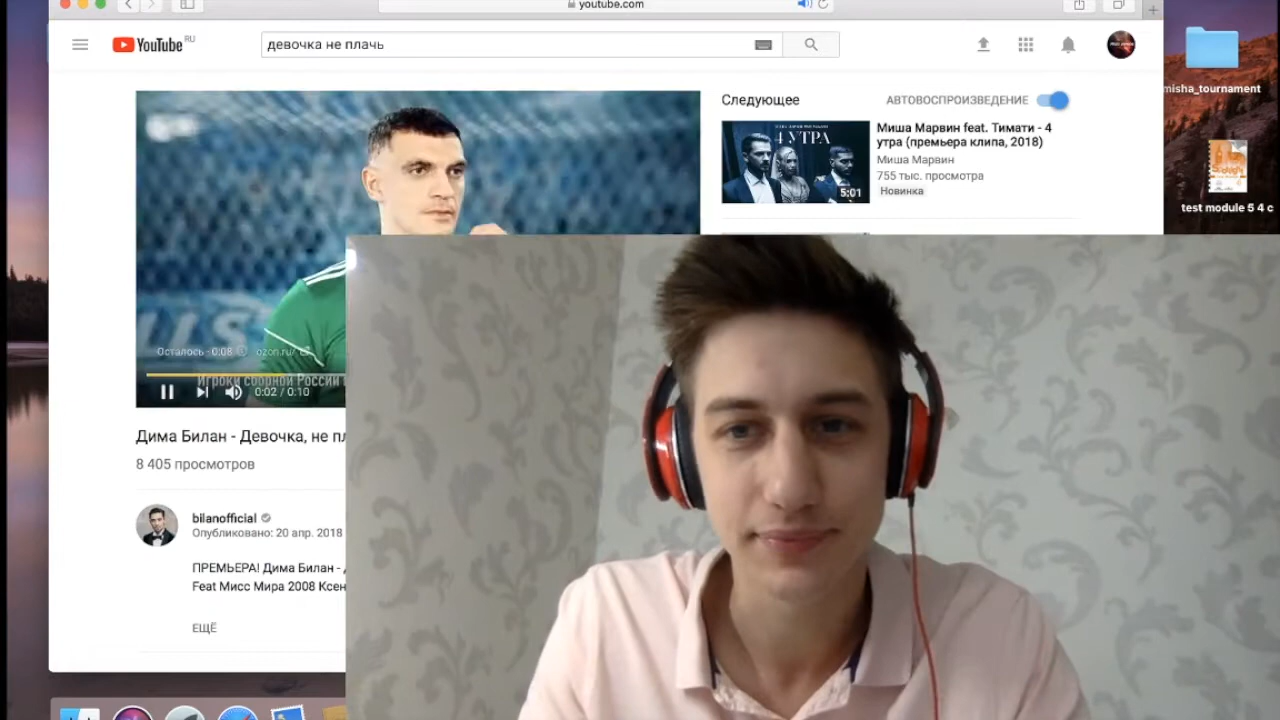 youtube.com
YouTube RU
девочка не плачь
misha_tournament
Следующее
АВТОВОСПРОИЗВЕДЕНИЕ
4 УТРА
5:01
Миша Марвин feat. Тимати - 4
утра (премьера клипа, 2018)
Миша Марвин
755 тыс. просмотра
Новинка
test module 5 4 c
Осталось - 0:08
ozon.ru/
Игроки сборной России
0:02 / 0:10
Дима Билан - Девочка, не пл
8 405 просмотров
bilanofficial
Опубликовано: 20 апр. 2018
ПРЕМЬЕРА! Дима Билан -
Feat Мисс Мира 2008 Ксен
ЕЩЁ